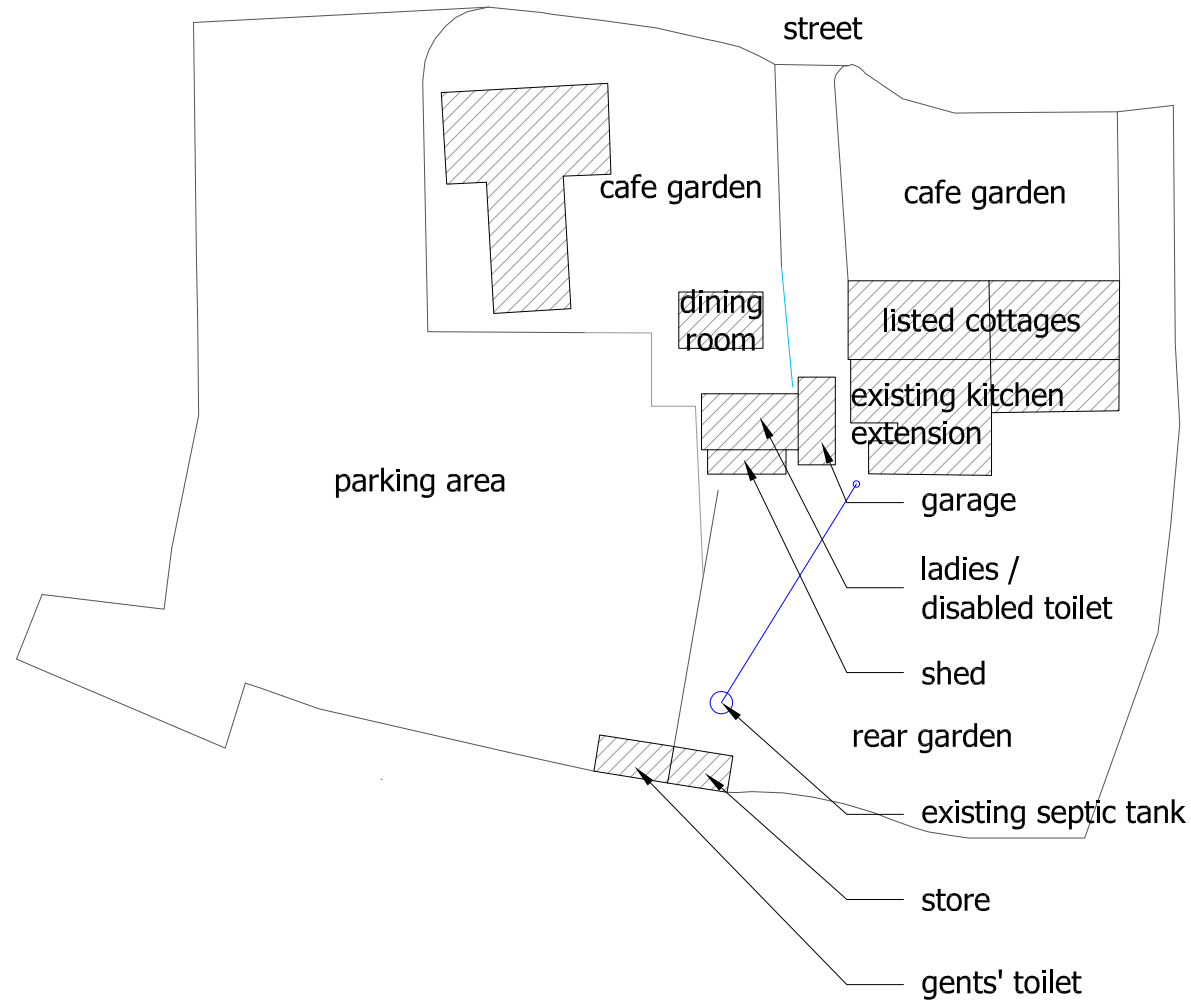 street
cafe garden
cafe garden
dining
room
listed cottages
existing kitchen
extension
parking area
garage
ladies /
disabled toilet
shed
rear garden
existing septic tank
store
gents' toilet